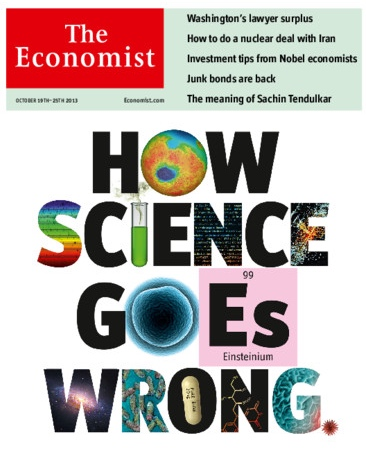 The
Economist
OCTOBER 19TH–25TH 2013
Economist.com
Washington's lawyer surplus
How to do a nuclear deal with Iran
Investment tips from Nobel economists
Junk bonds are back
The meaning of Sachin Tendulkar
HOW
SCIENCE
GOEs
99
Einsteinium
WRONG.